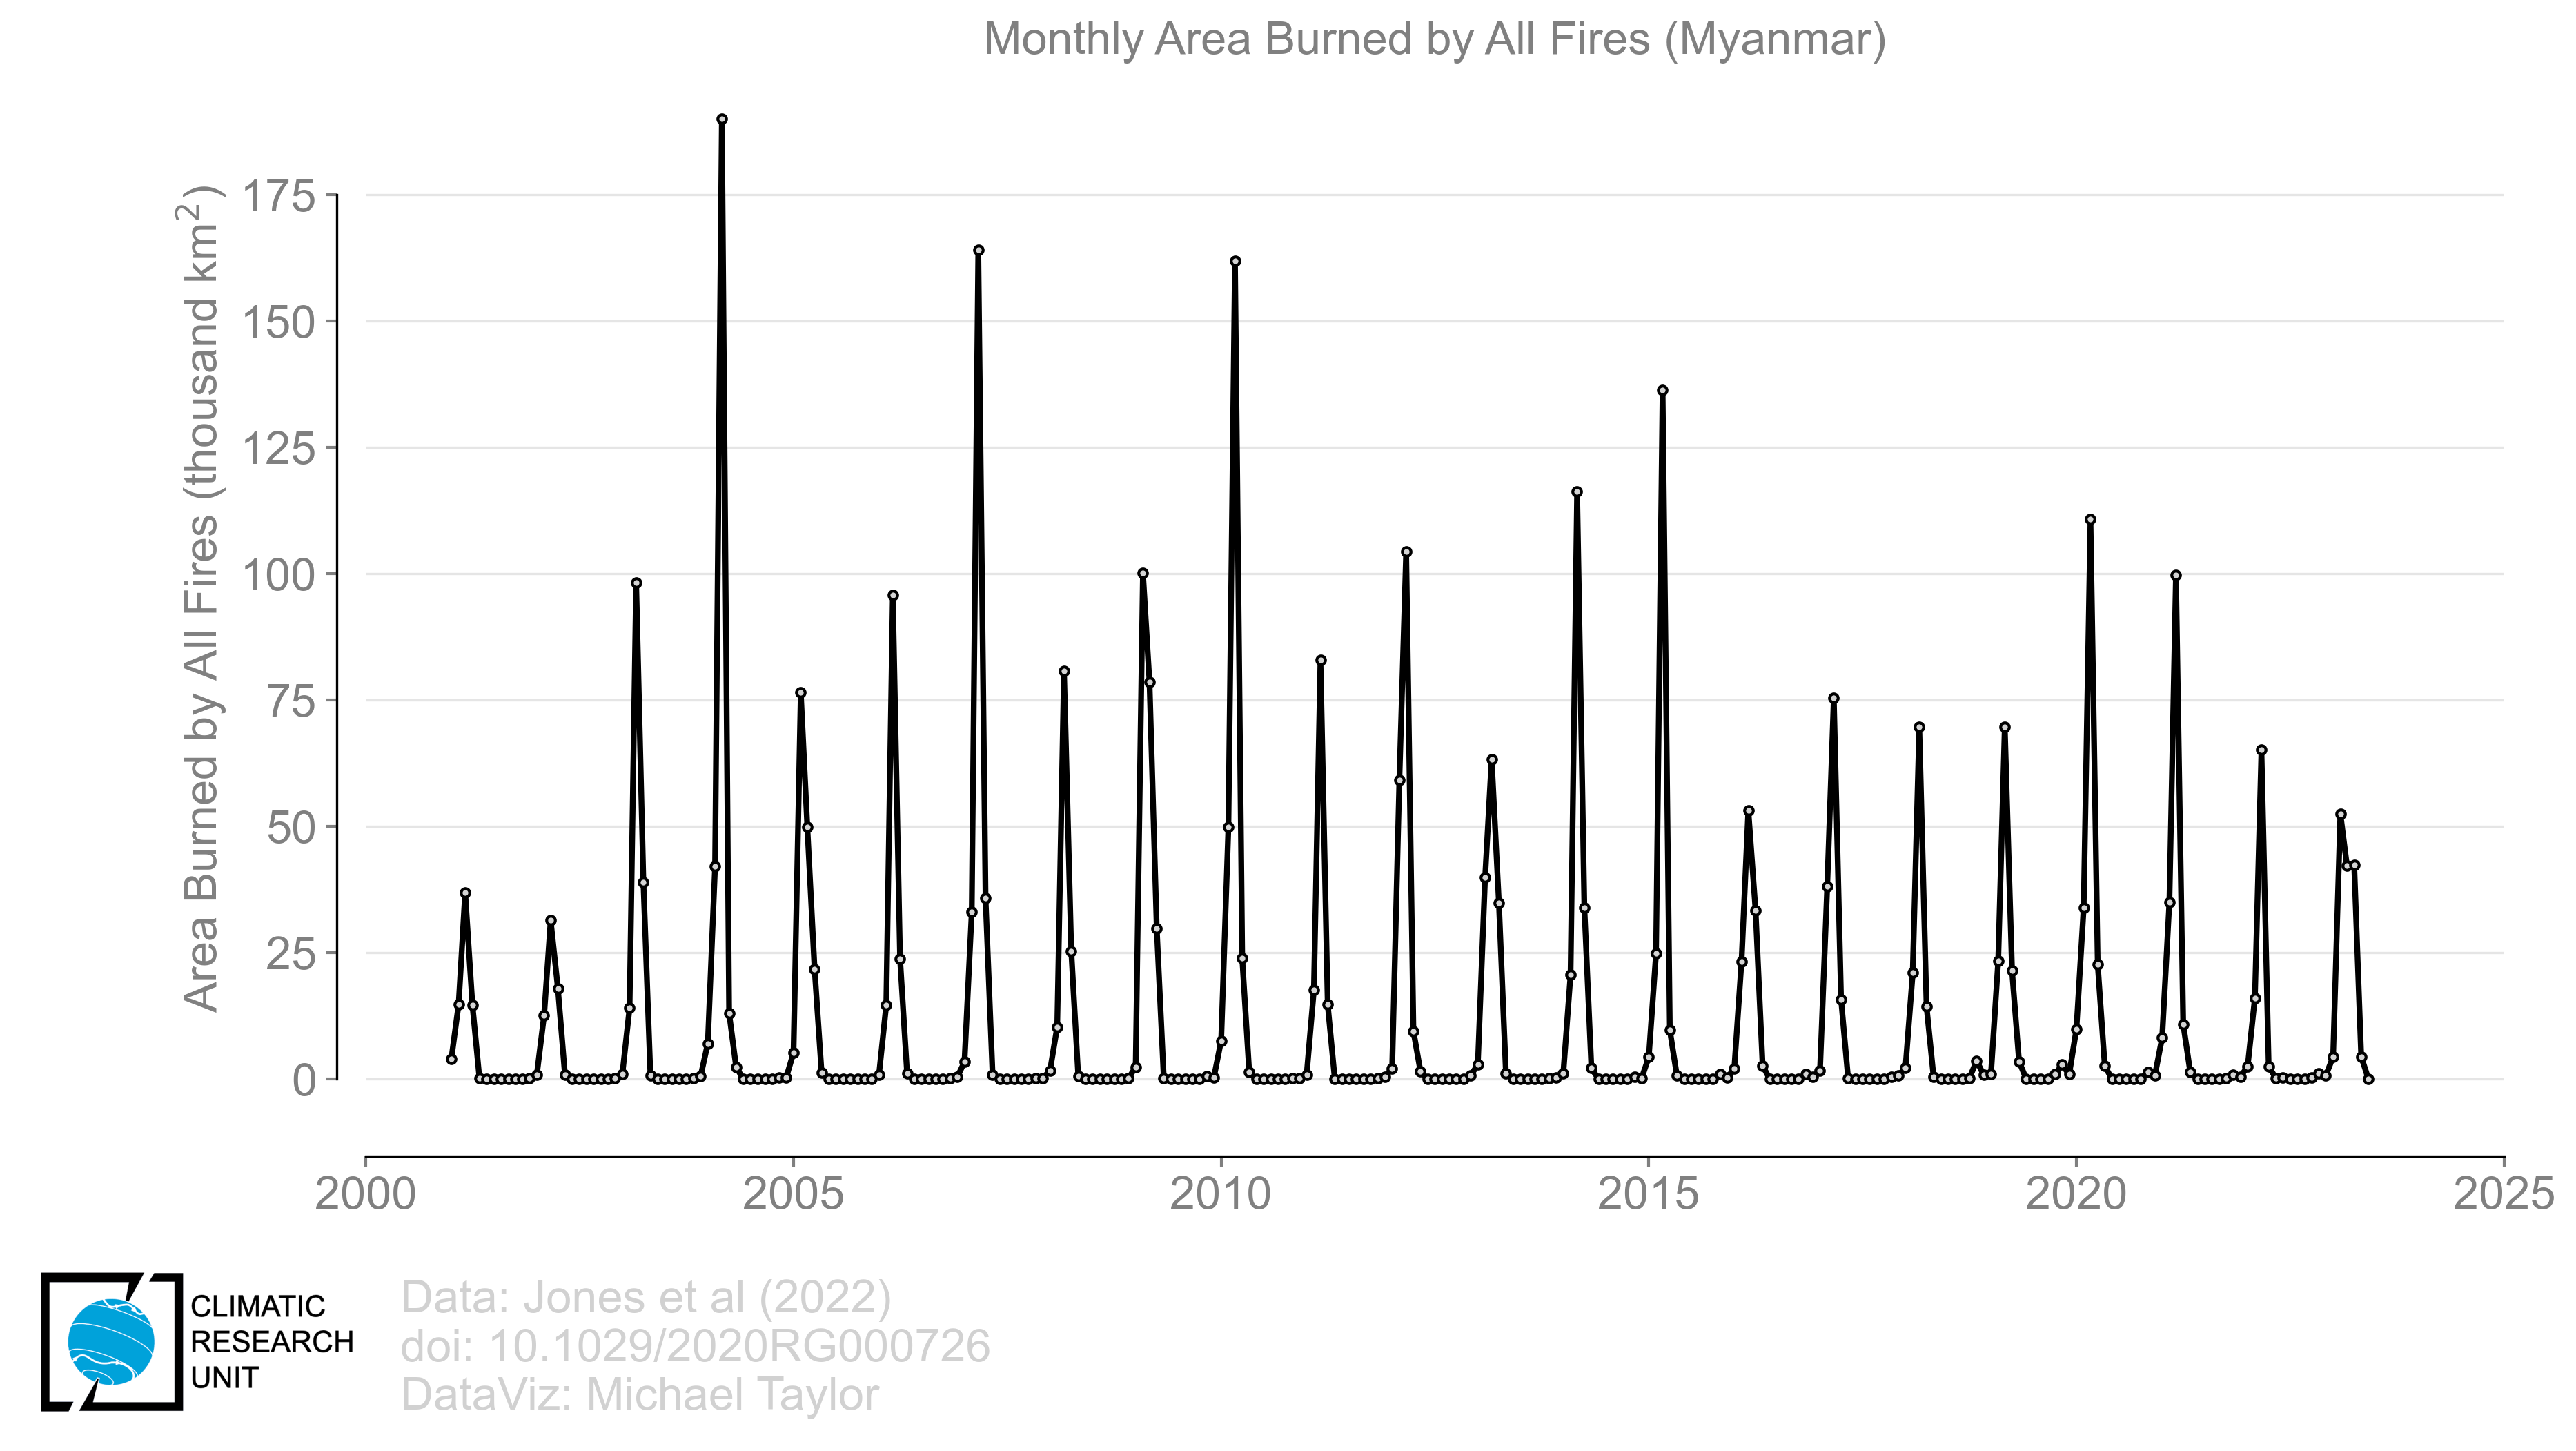 Monthly Area Burned by All Fires (Myanmar)
Area Burned by All Fires (thousand km²)
175
150
125
100
75
50
25
0
2000 2005 2010 2015 2020 2025
CLIMATIC
RESEARCH
UNIT
Data: Jones et al (2022)
doi: 10.1029/2020RG000726
DataViz: Michael Taylor